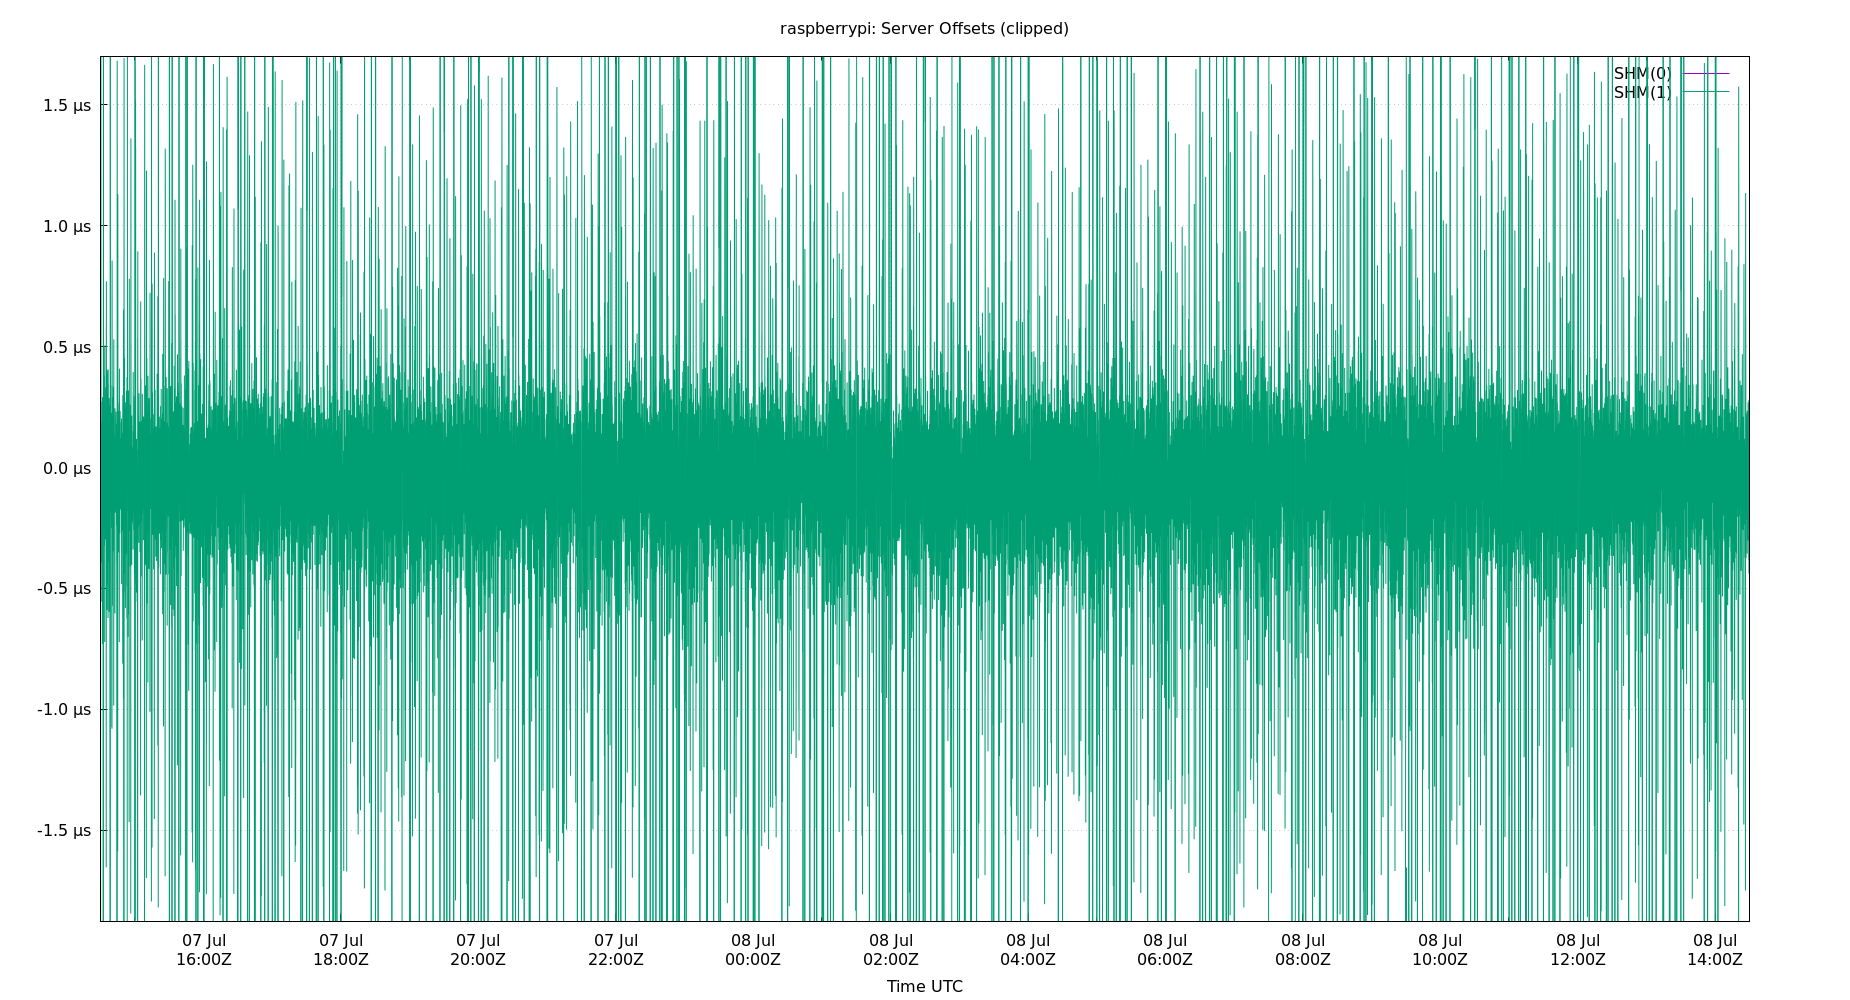 raspberrypi: Server Offsets (clipped)
SHM(0)
SHM(1)
1.5 µs
1.0 µs
0.5 µs
0.0 µs
-0.5 µs
-1.0 µs
-1.5 µs
07 Jul 07 Jul 07 Jul 07 Jul 08 Jul 08 Jul 08 Jul 08 Jul 08 Jul 08 Jul 08 Jul 08 Jul
16:00Z 18:00Z 20:00Z 22:00Z 00:00Z 02:00Z 04:00Z 06:00Z 08:00Z 10:00Z 12:00Z 14:00Z
Time UTC